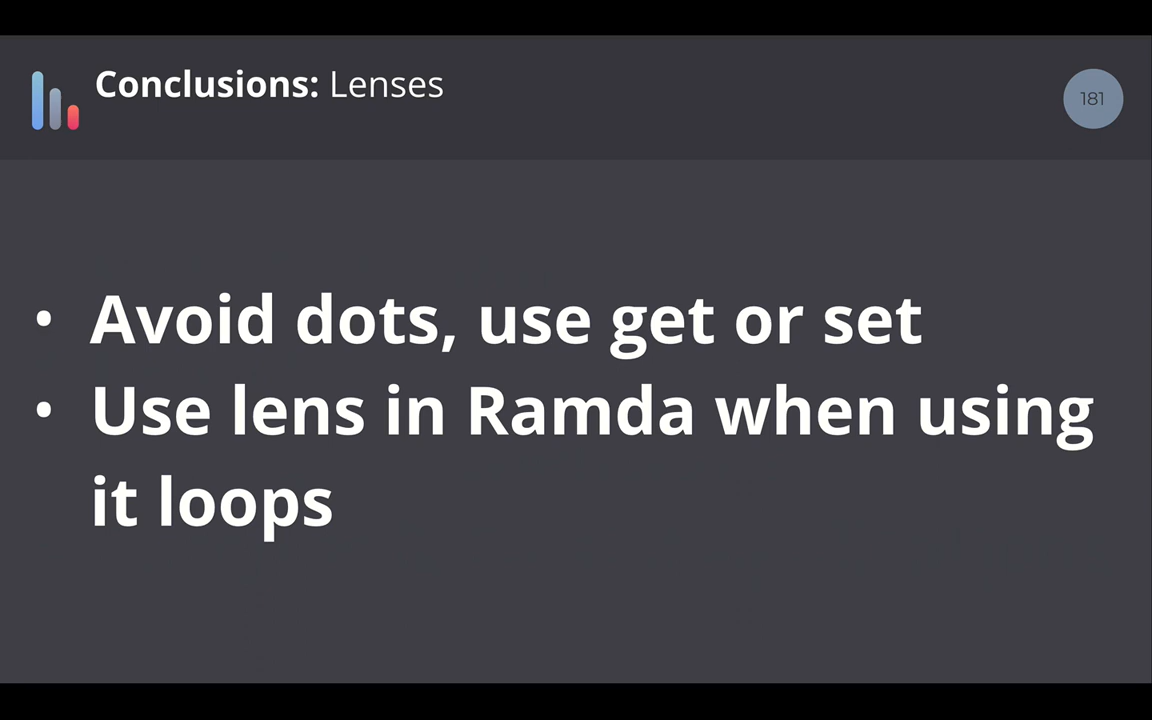 Conclusions: Lenses
181
• Avoid dots, use get or set
• Use lens in Ramda when using
it loops